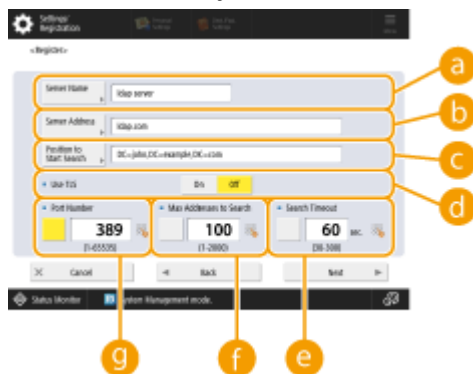 Settings/
Registration
<Register>
a
Server Name
ldap server
b
Server Address
ldap.com
c
Position to
Start Search
DC=john,DC=example,DC=com
d
Use TLS
On
Off
Port Number
389
(1-65535)
Max Addresses to Search
100
(1-2000)
Search Timeout
60
sec.
(30-300)
Cancel
Back
Next
Status Monitor
System Management mode.
g
f
e